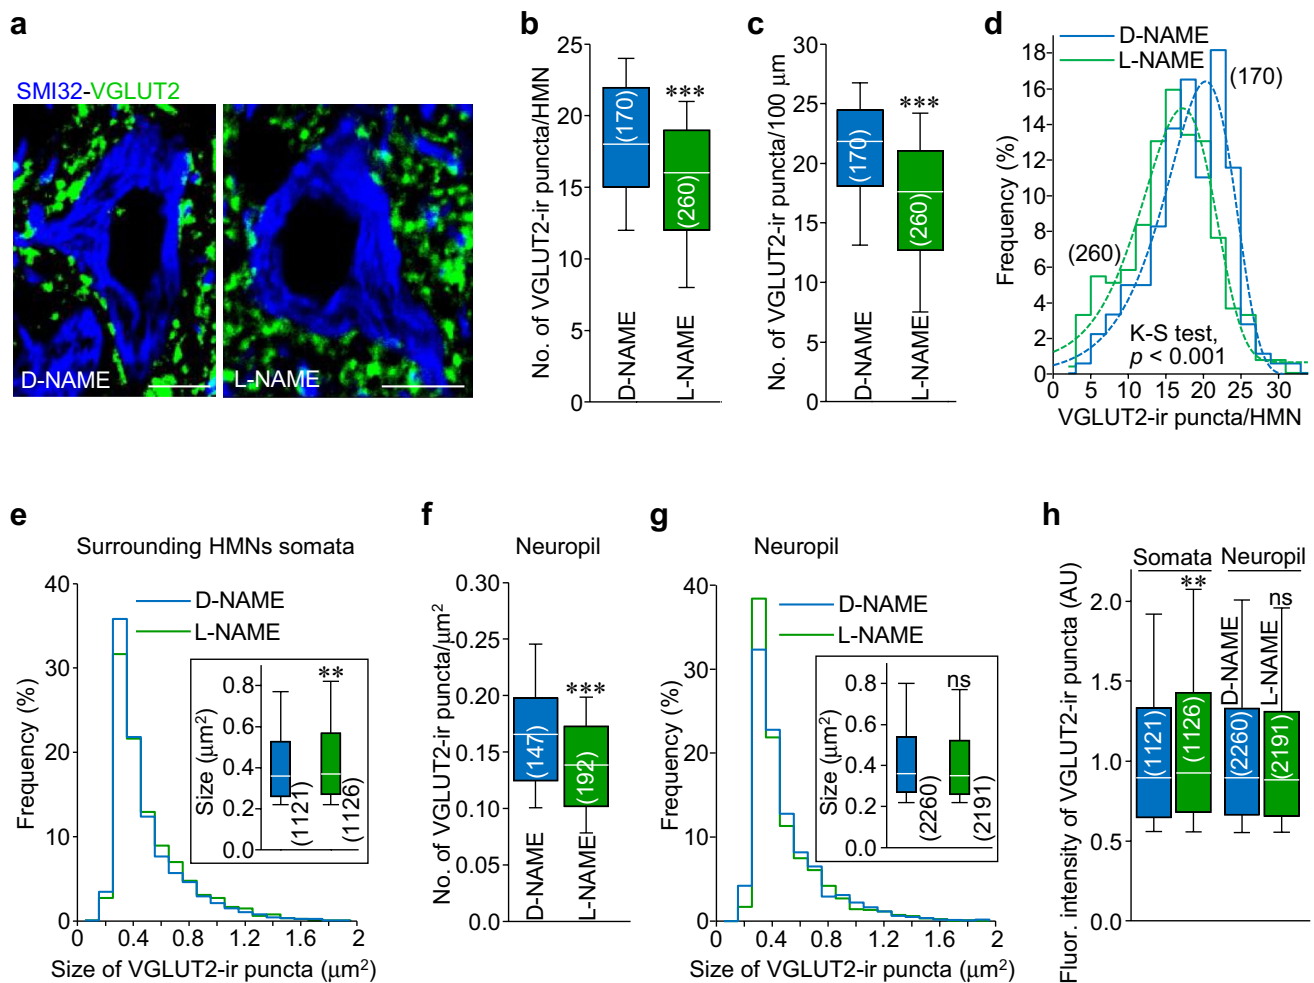 a
SMI32-VGLUT2
D-NAME
L-NAME
b
No. of VGLUT2-ir puncta/HMN
25
20
15
10
5
0
(170)
***
(260)
D-NAME
L-NAME
c
No. of VGLUT2-ir puncta/100 μm
30
25
20
15
10
5
0
(170)
***
(260)
D-NAME
L-NAME
d
D-NAME
L-NAME
Frequency (%)
18
16
14
12
10
8
6
4
2
0
(170)
(260)
K-S test,
p < 0.001
0 5 10 15 20 25 30
VGLUT2-ir puncta/HMN
e
Surrounding HMNs somata
D-NAME
L-NAME
Frequency (%)
40
30
20
10
0
Size (μm²)
0.8
0.6
0.4
0.2
0.0
**
(1121)
(1126)
0 0.4 0.8 1.2 1.6 2
Size of VGLUT2-ir puncta (μm²)
f
Neuropil
No. of VGLUT2-ir puncta/μm²
0.30
0.25
0.20
0.15
0.10
0.05
0.0
(147)
***
(192)
D-NAME
L-NAME
g
Neuropil
D-NAME
L-NAME
Frequency (%)
40
30
20
10
0
Size (μm²)
0.8
0.6
0.4
0.2
0.0
ns
(2260)
(2191)
0 0.4 0.8 1.2 1.6 2
Size of VGLUT2-ir puncta (μm²)
h
Fluor. intensity of VGLUT2-ir puncta (AU)
Somata Neuropil
2.0
1.5
1.0
0.5
0.0
**
ns
D-NAME
L-NAME
(1121)
(1126)
(2260)
(2191)